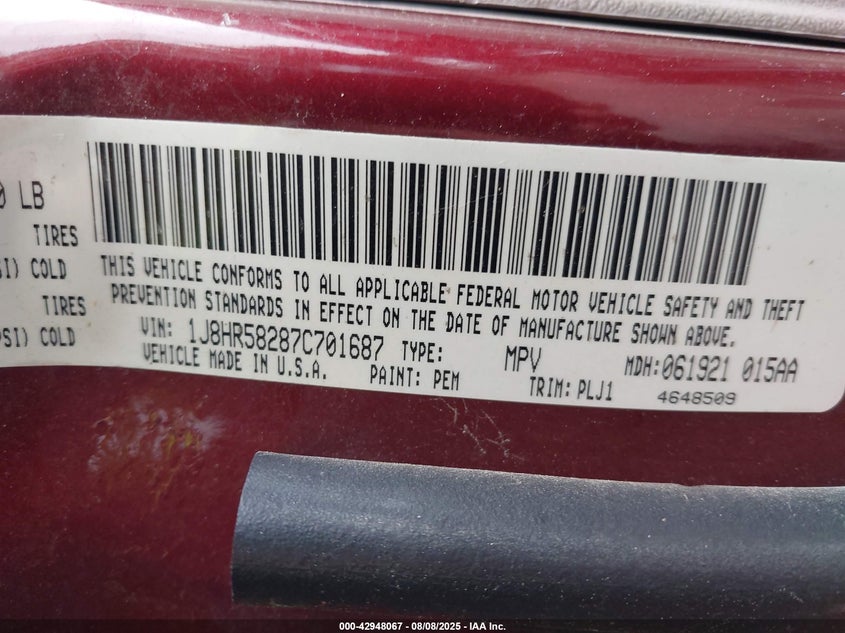 0 LB
TIRES
SI) COLD
TIRES
PSI) COLD
THIS VEHICLE CONFORMS TO ALL APPLICABLE FEDERAL MOTOR VEHICLE SAFETY AND THEFT
PREVENTION STANDARDS IN EFFECT ON THE DATE OF MANUFACTURE SHOWN ABOVE.
VIN: 1J8HR58287C701687 TYPE: MPV MDH:061921 015AA
VEHICLE MADE IN U.S.A. PAINT: PEM TRIM: PLJ1 4648509
000-42948067 - 08/08/2025 - IAA Inc.